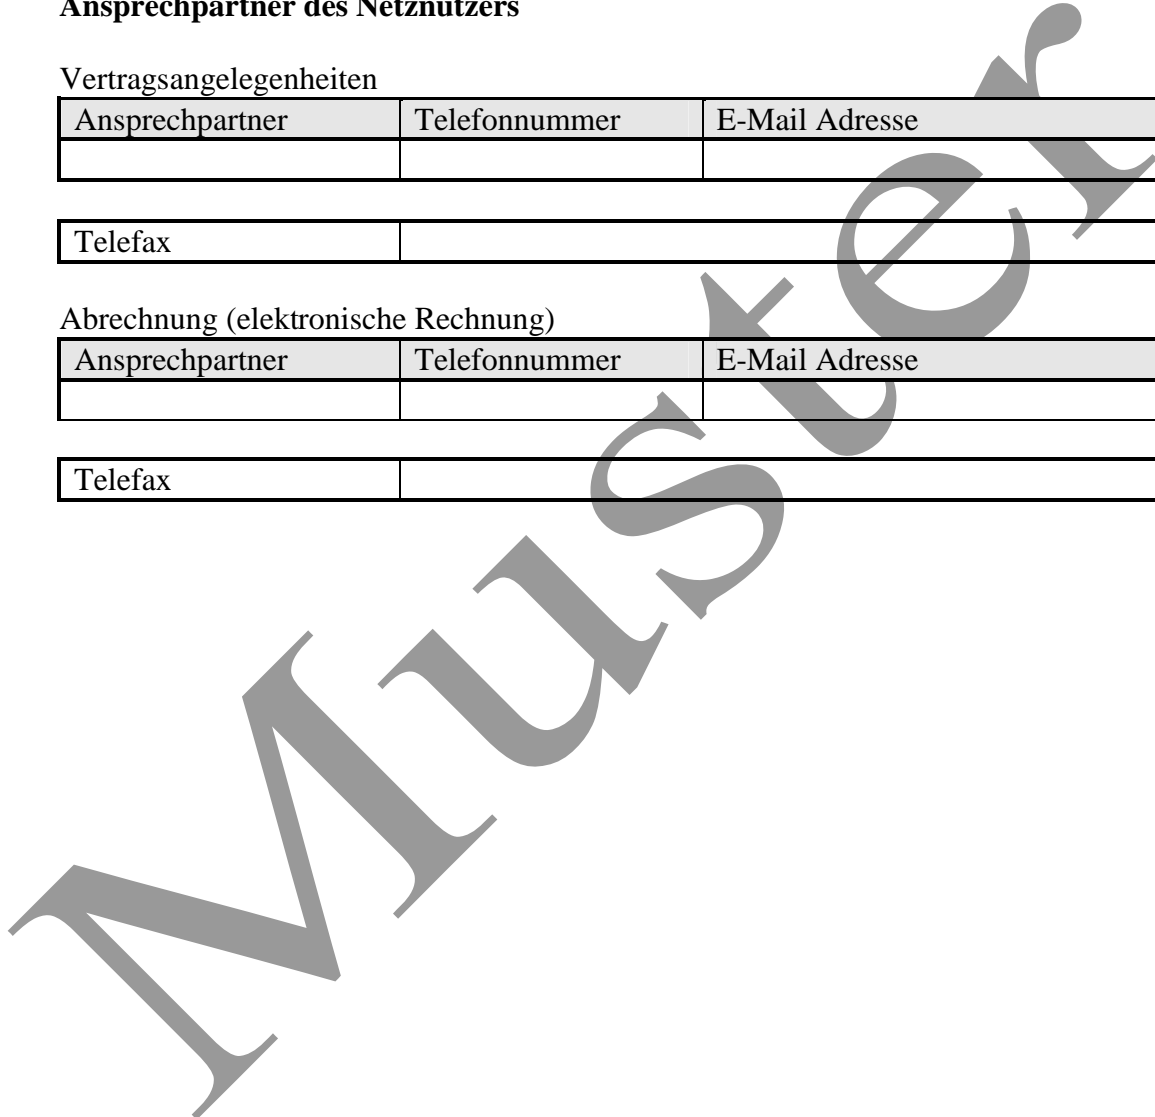 Ansprechpartner des Netznutzers
Vertragsangelegenheiten
Ansprechpartner Telefonnummer E-Mail Adresse
Telefax
Abrechnung (elektronische Rechnung)
Ansprechpartner Telefonnummer E-Mail Adresse
Telefax
Muster